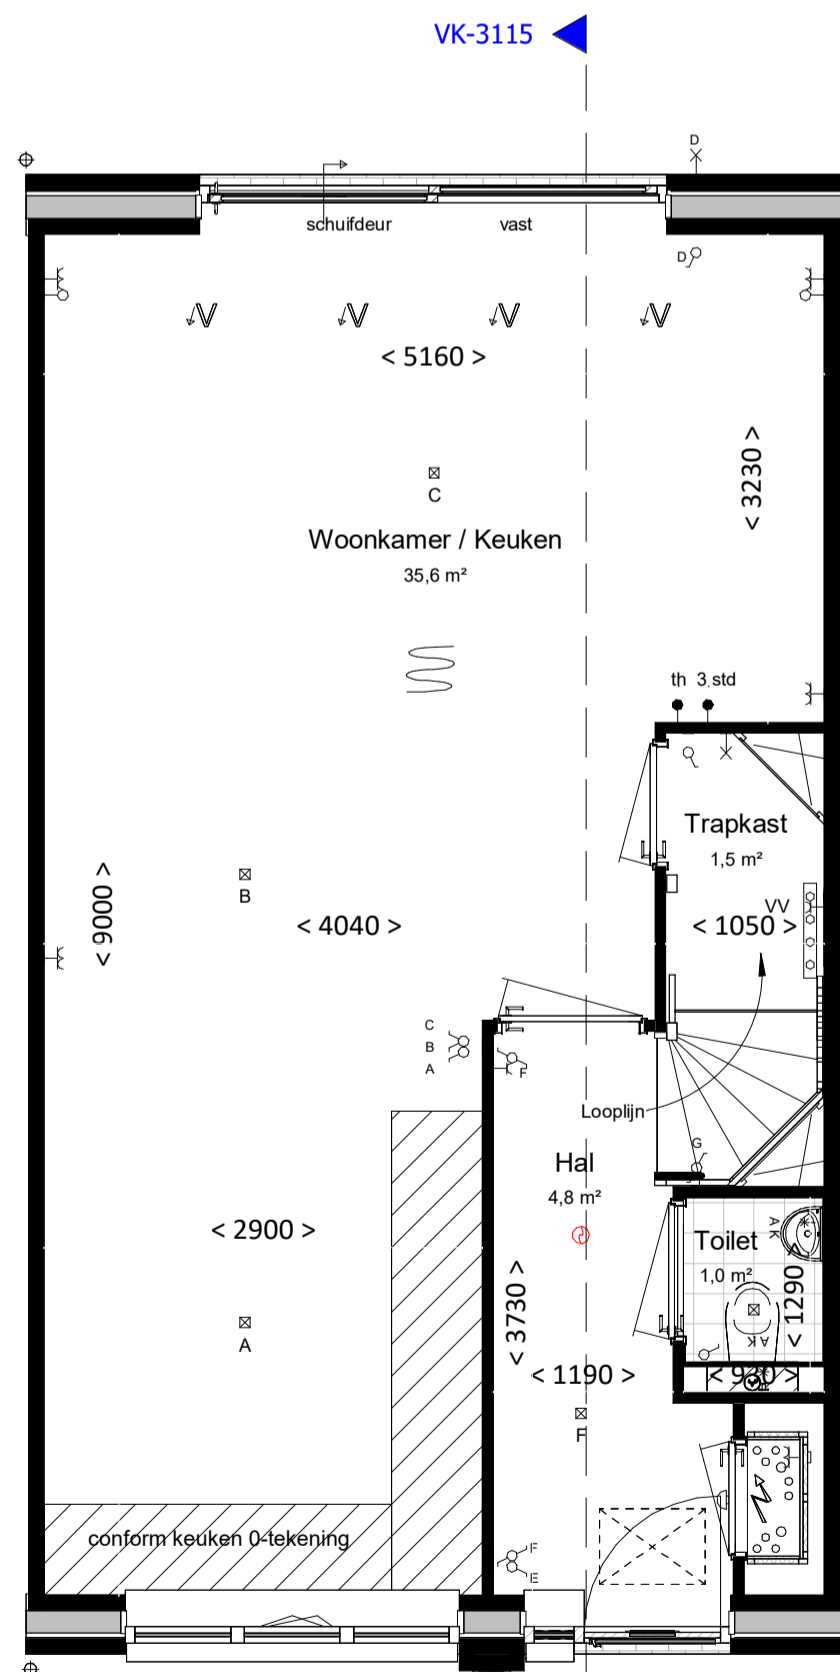 VK-3115
D
schuifdeur
vast
D
V V V V
< 5160 >
< 3230 >
C
Woonkamer / Keuken
35,6 m²
th 3.std
Trapkast
1,5 m²
B
VV
< 9000 >
< 4040 >
< 1050 >
C
B
A
F
Looplijn
G
Hal
4,8 m²
AK
< 2900 >
Toilet
1,0 m²
< 1290 >
A
AK
< 3730 >
< 1190 >
F
conform keuken 0-tekening
F
E